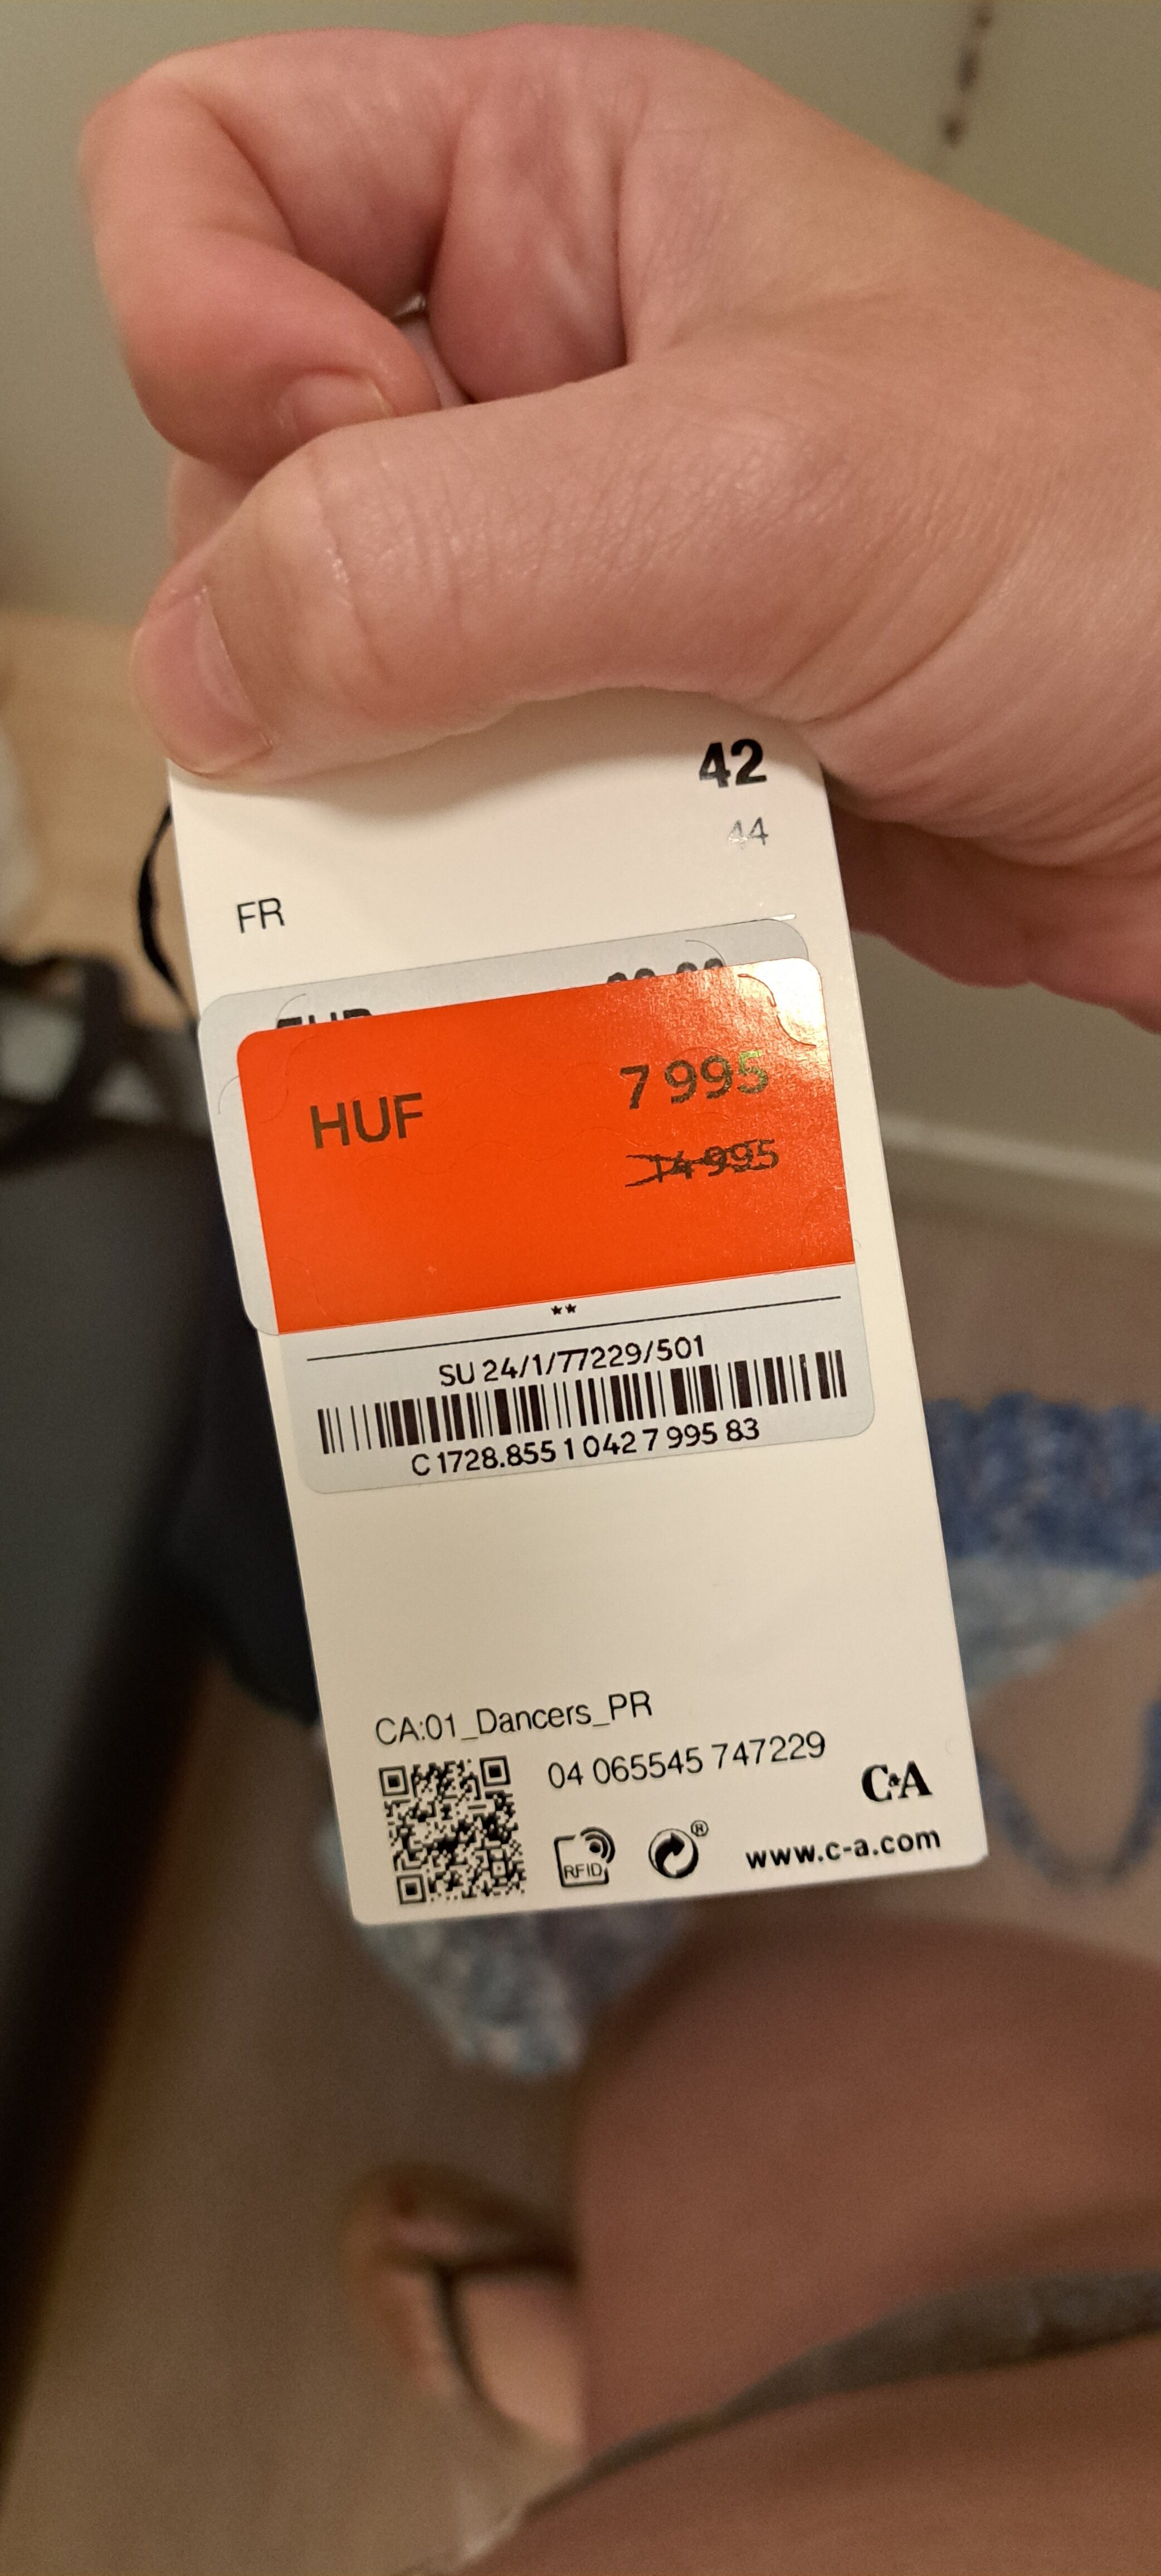 42
44
FR
EUR
HUF 7 995
14 995
**
SU 24/1/77229/501
C 1728.855 1 042 7 995 83
CA:01_Dancers_PR
04 065545 747229
C&A
RFID
®
www.c-a.com